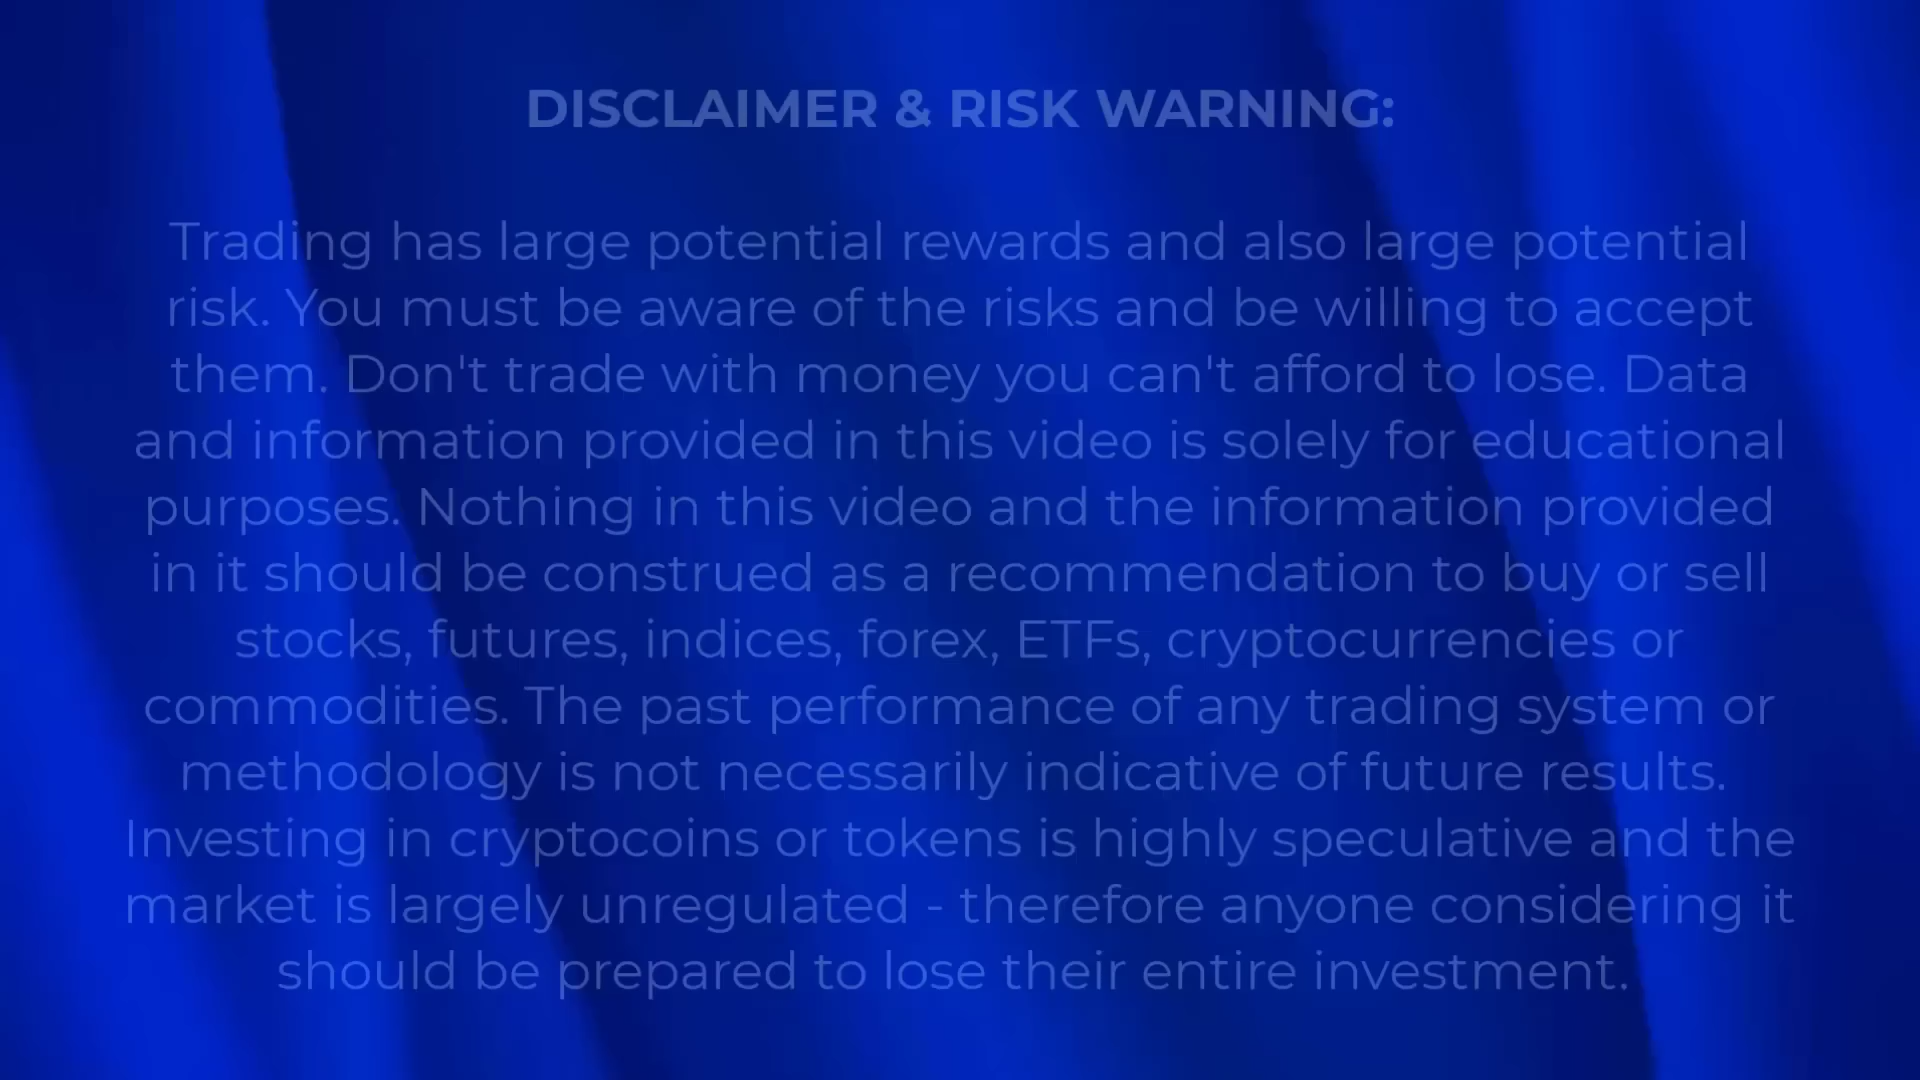 DISCLAIMER & RISK WARNING:
Trading has large potential rewards and also large potential
risk. You must be aware of the risks and be willing to accept
them. Don't trade with money you can't afford to lose. Data
and information provided in this video is solely for educational
purposes. Nothing in this video and the information provided
in it should be construed as a recommendation to buy or sell
stocks, futures, indices, forex, ETFs, cryptocurrencies or
commodities. The past performance of any trading system or
methodology is not necessarily indicative of future results.
Investing in cryptocoins or tokens is highly speculative and the
market is largely unregulated - therefore anyone considering it
should be prepared to lose their entire investment.